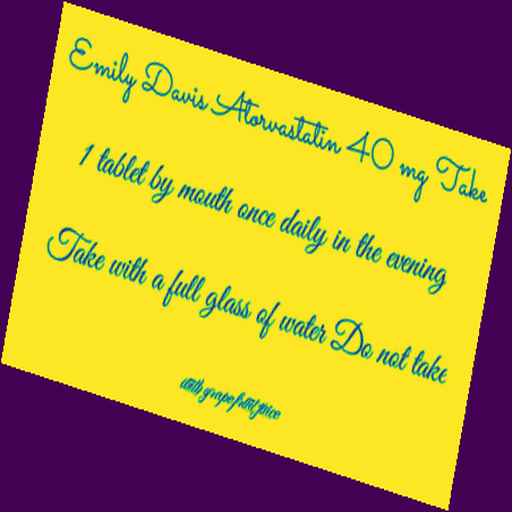 Emily Davis Atorvastatin 40 mg Take
1 tablet by mouth once daily in the evening
Take with a full glass of water Do not take
with grapefruit juice